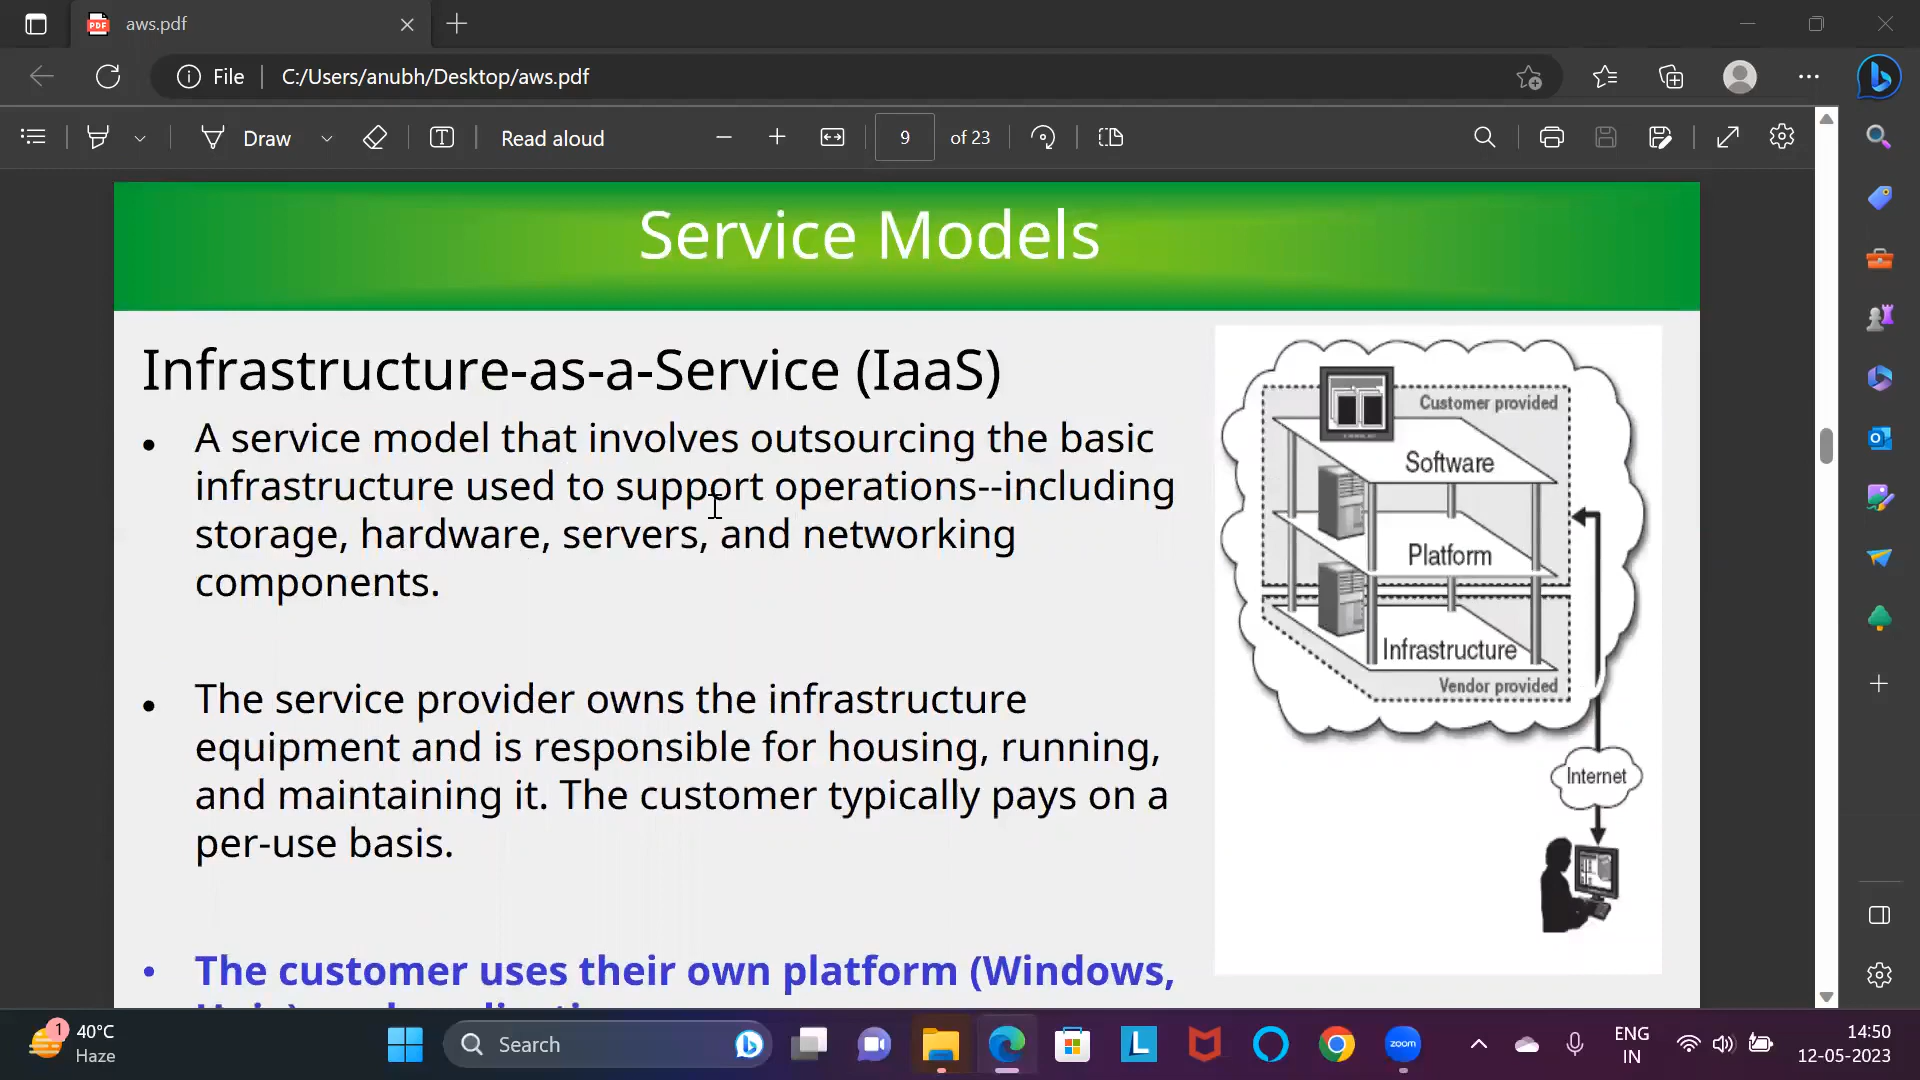 aws.pdf
File
C:/Users/anubh/Desktop/aws.pdf
Draw
Read aloud
9
of 23
Service Models
Infrastructure-as-a-Service (IaaS)
• A service model that involves outsourcing the basic
infrastructure used to support operations--including
storage, hardware, servers, and networking
components.
• The service provider owns the infrastructure
equipment and is responsible for housing, running,
and maintaining it. The customer typically pays on a
per-use basis.
• The customer uses their own platform (Windows,
Customer provided
Software
Platform
Infrastructure
Vendor provided
Internet
1
40°C
Haze
Search
L
zoom
ENG
IN
14:50
12-05-2023